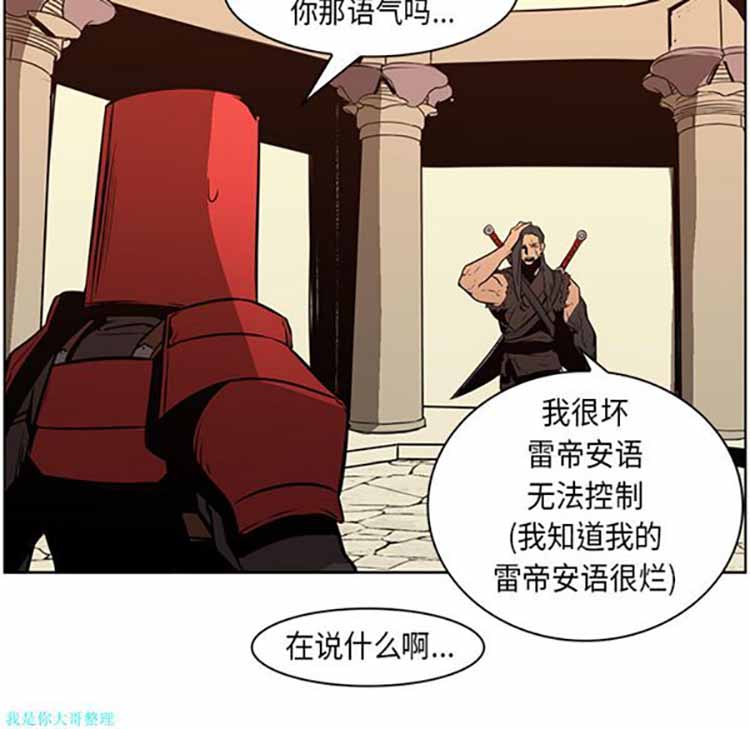 你那语气吗...
我很坏
雷帝安语
无法控制
(我知道我的
雷帝安语很烂)
在说什么啊...
我是你大哥整理